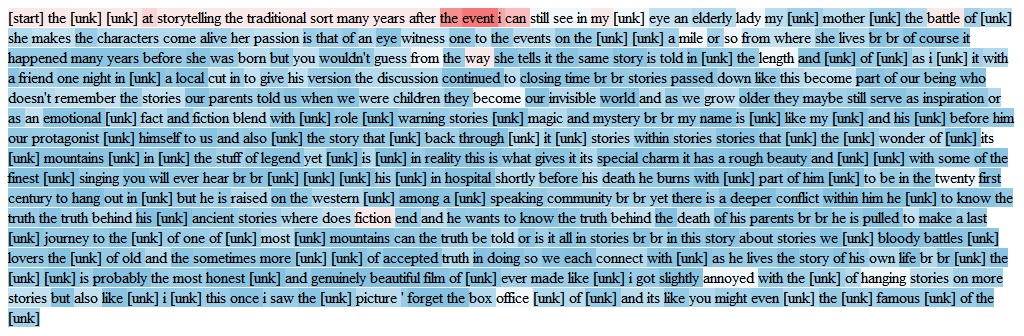 [start] the [unk] [unk] at storytelling the traditional sort many years after the event i can still see in my [unk] eye an elderly lady my [unk] mother [unk] the battle of [unk]
she makes the characters come alive her passion is that of an eye witness one to the events on the [unk] [unk] a mile or so from where she lives br br of course it
happened many years before she was born but you wouldn't guess from the way she tells it the same story is told in [unk] the length and [unk] of [unk] as i [unk] it with
a friend one night in [unk] a local cut in to give his version the discussion continued to closing time br br stories passed down like this become part of our being who
doesn't remember the stories our parents told us when we were children they become our invisible world and as we grow older they maybe still serve as inspiration or
as an emotional [unk] fact and fiction blend with [unk] role [unk] warning stories [unk] magic and mystery br br my name is [unk] like my [unk] and his [unk] before him
our protagonist [unk] himself to us and also [unk] the story that [unk] back through [unk] it [unk] stories within stories stories that [unk] the [unk] wonder of [unk] its
[unk] mountains [unk] in [unk] the stuff of legend yet [unk] is [unk] in reality this is what gives it its special charm it has a rough beauty and [unk] [unk] with some of the
finest [unk] singing you will ever hear br br [unk] [unk] [unk] his [unk] in hospital shortly before his death he burns with [unk] part of him [unk] to be in the twenty first
century to hang out in [unk] but he is raised on the western [unk] among a [unk] speaking community br br yet there is a deeper conflict within him he [unk] to know the
truth the truth behind his [unk] ancient stories where does fiction end and he wants to know the truth behind the death of his parents br br he is pulled to make a last
[unk] journey to the [unk] of one of [unk] most [unk] mountains can the truth be told or is it all in stories br br in this story about stories we [unk] bloody battles [unk]
lovers the [unk] of old and the sometimes more [unk] of accepted truth in doing so we each connect with [unk] as he lives the story of his own life br br [unk] the
[unk] [unk] is probably the most honest [unk] and genuinely beautiful film of [unk] ever made like [unk] i got slightly annoyed with the [unk] of hanging stories on more
stories but also like [unk] i [unk] this once i saw the [unk] picture ' forget the box office [unk] of [unk] and its like you might even [unk] the [unk] famous [unk] of the
[unk]